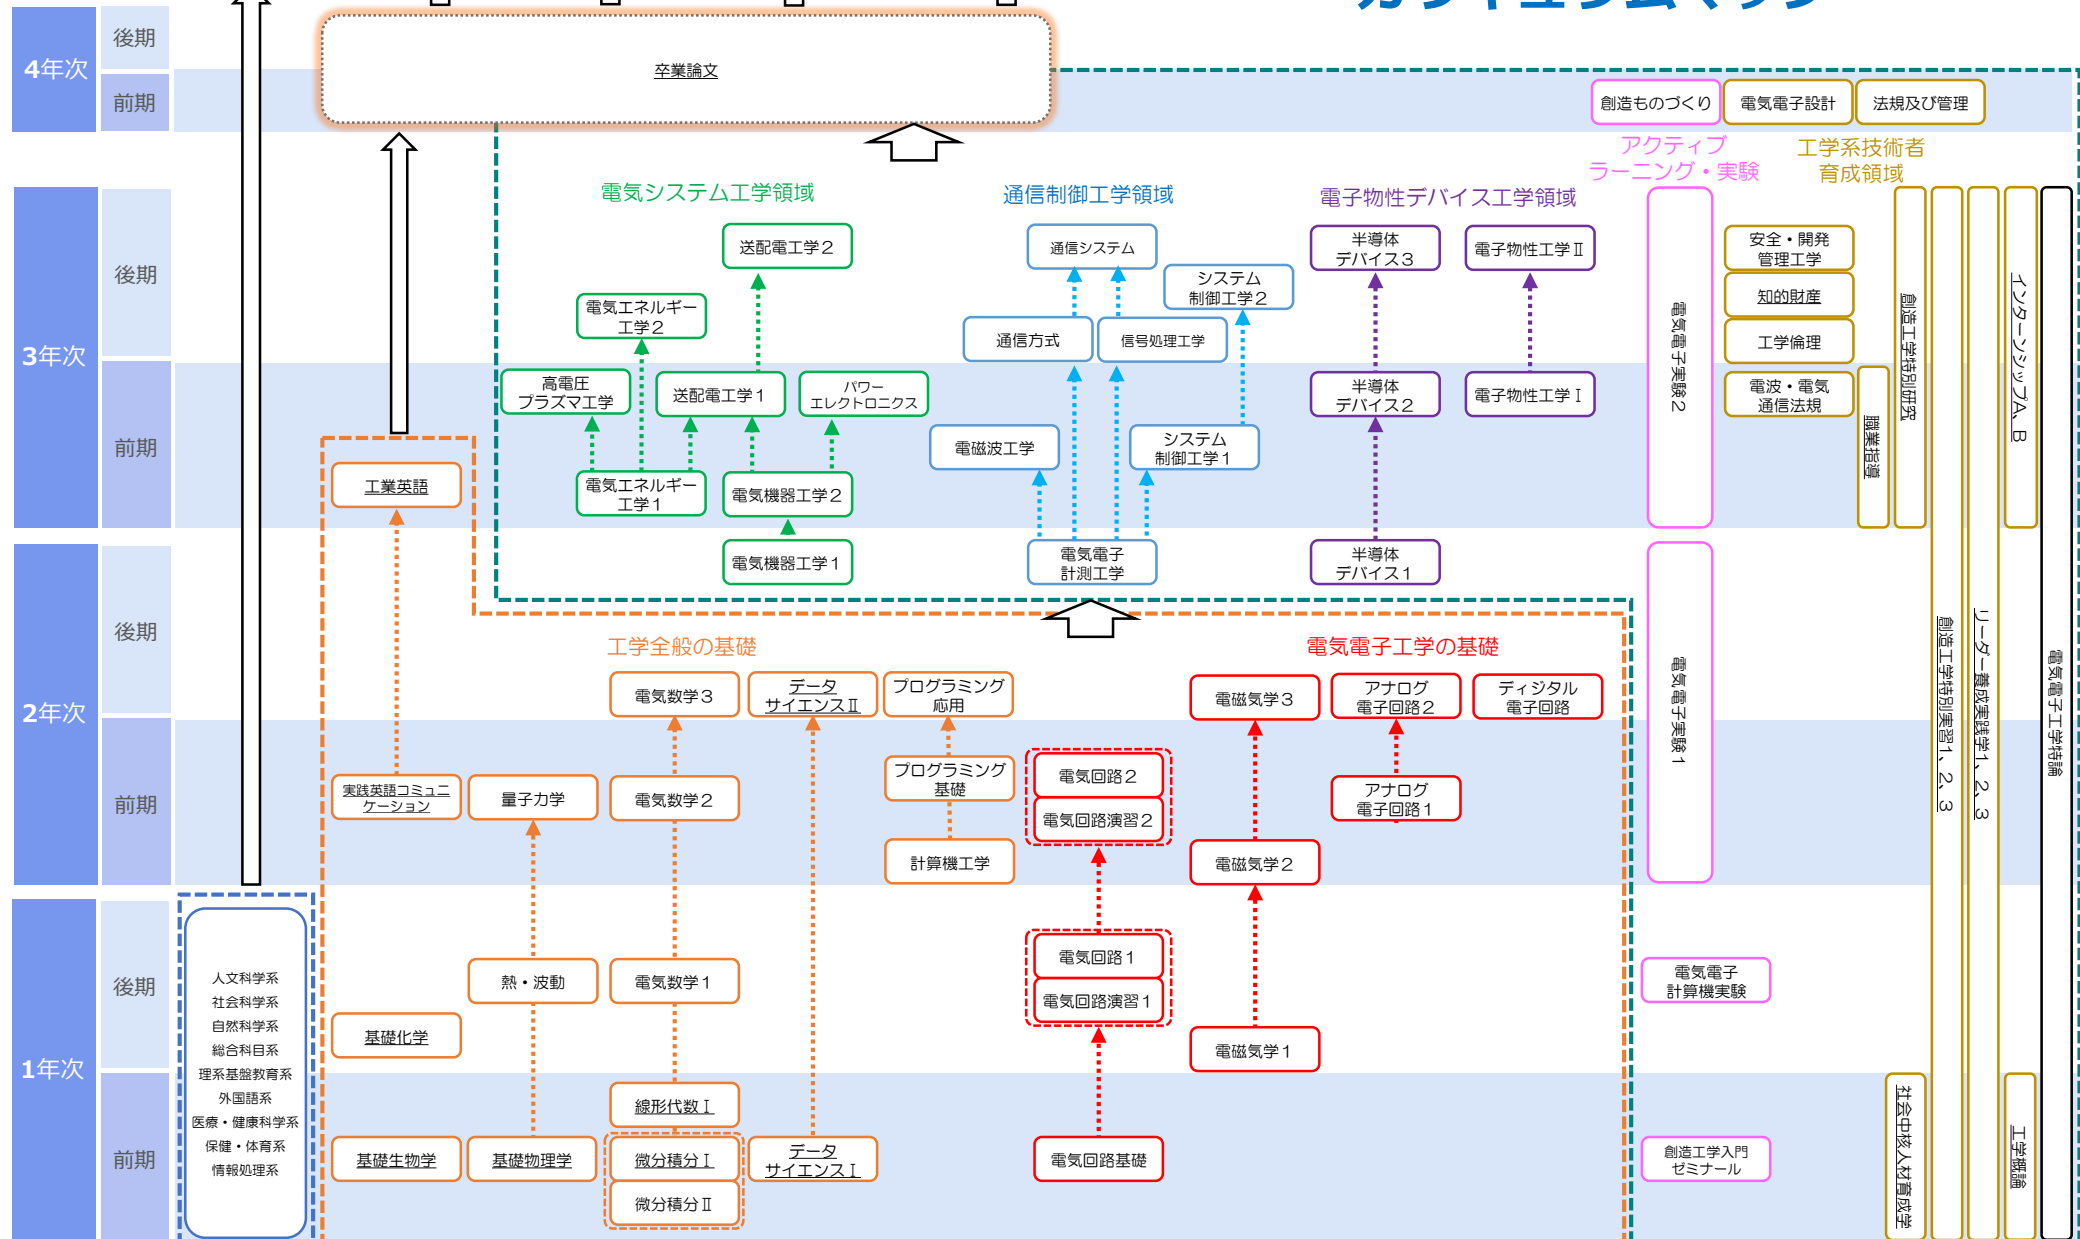 カリキュラムマップ
4年次
後期
前期
卒業論文
創造ものづくり
電気電子設計
法規及び管理
アクティブ
ラーニング・実験
工学系技術者
育成領域
3年次
後期
前期
電気システム工学領域
通信制御工学領域
電子物性デバイス工学領域
送配電工学2
通信システム
半導体
デバイス3
電子物性工学Ⅱ
安全・開発
管理工学
電気エネルギー
工学2
システム
制御工学2
知的財産
通信方式
信号処理工学
工学倫理
高電圧
プラズマ工学
送配電工学1
パワー
エレクトロニクス
半導体
デバイス2
電子物性工学Ⅰ
電波・電気
通信法規
電磁波工学
システム
制御工学1
工業英語
電気エネルギー
工学1
電気機器工学2
電気電子実験2
職業指導
創造工学特別研究
インターンシップA、B
2年次
後期
前期
電気機器工学1
電気電子
計測工学
半導体
デバイス1
工学全般の基礎
電気電子工学の基礎
電気数学3
データ
サイエンスⅡ
プログラミング
応用
電磁気学3
アナログ
電子回路2
ディジタル
電子回路
実践英語コミュニ
ケーション
量子力学
電気数学2
プログラミング
基礎
電気回路2
電気回路演習2
アナログ
電子回路1
計算機工学
電磁気学2
電気電子実験1
創造工学特別実習1、2、3
リーダー養成実践学1、2、3
電気電子工学特論
1年次
後期
前期
人文科学系
社会科学系
自然科学系
総合科目系
理系基盤教育系
外国語系
医療・健康科学系
保健・体育系
情報処理系
熱・波動
電気数学1
電気回路1
電気回路演習1
電気電子
計算機実験
基礎化学
電磁気学1
線形代数Ⅰ
基礎生物学
基礎物理学
微分積分Ⅰ
微分積分Ⅱ
データ
サイエンスⅠ
電気回路基礎
創造工学入門
ゼミナール
社会中核人材育成学
工学概論